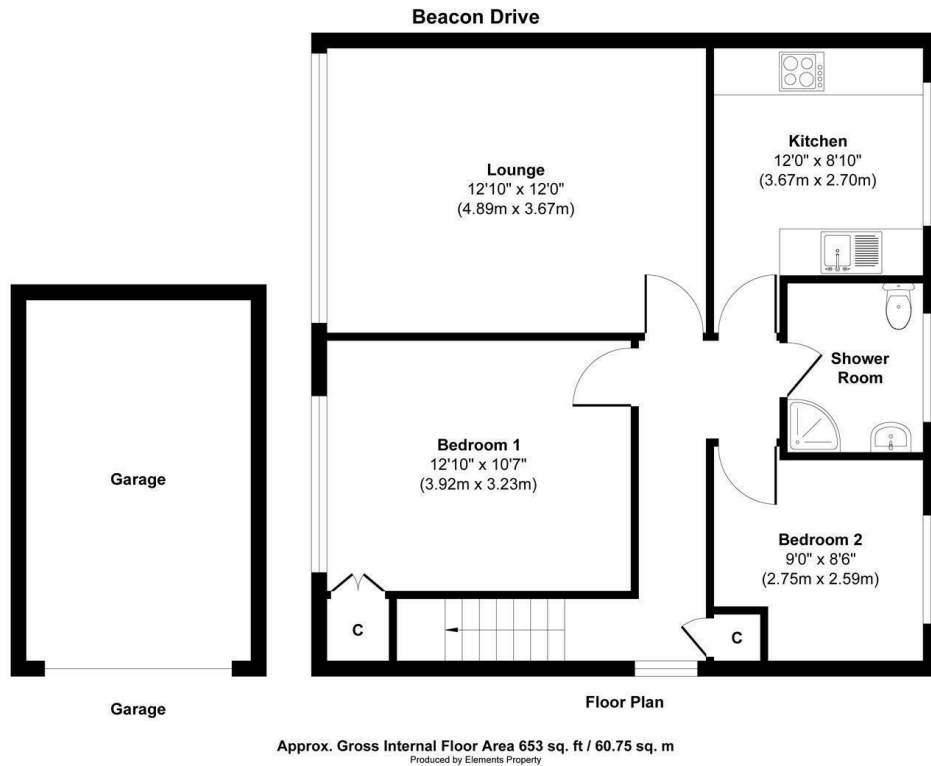 Beacon Drive
Lounge
12'10" x 12'0"
(4.89m x 3.67m)
Kitchen
12'0" x 8'10"
(3.67m x 2.70m)
Shower
Room
Bedroom 1
12'10" x 10'7"
(3.92m x 3.23m)
Bedroom 2
9'0" x 8'6"
(2.75m x 2.59m)
C
C
Garage
Garage
Floor Plan
Approx. Gross Internal Floor Area 653 sq. ft / 60.75 sq. m
Produced by Elements Property